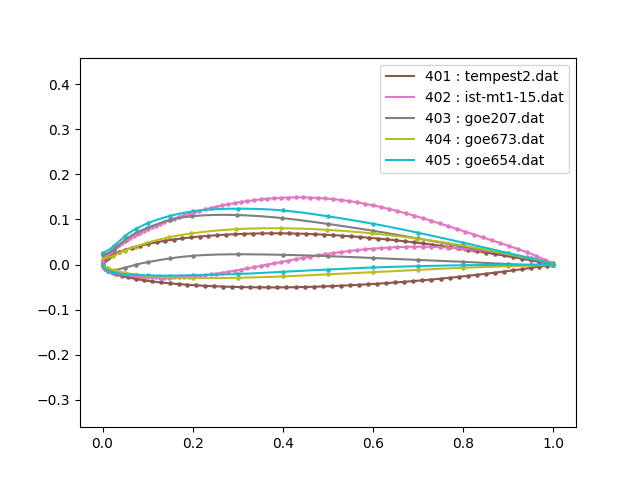 401 : tempest2.dat
402 : ist-mt1-15.dat
403 : goe207.dat
404 : goe673.dat
405 : goe654.dat
0.4
0.3
0.2
0.1
0.0
−0.1
−0.2
−0.3
0.0 0.2 0.4 0.6 0.8 1.0